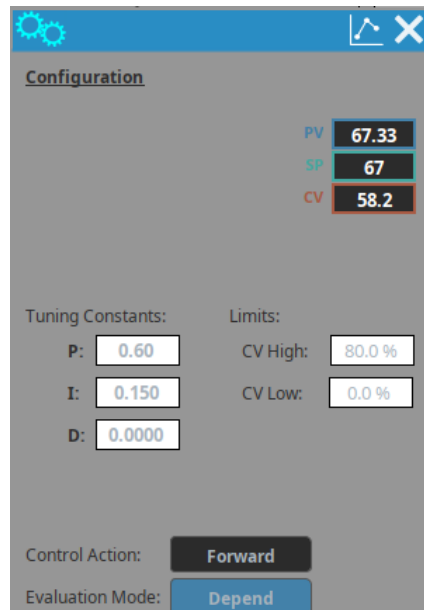 Configuration
PV 67.33
SP 67
CV 58.2
Tuning Constants: Limits:
P: 0.60 CV High: 80.0 %
I: 0.150 CV Low: 0.0 %
D: 0.0000
Control Action: Forward
Evaluation Mode: Depend